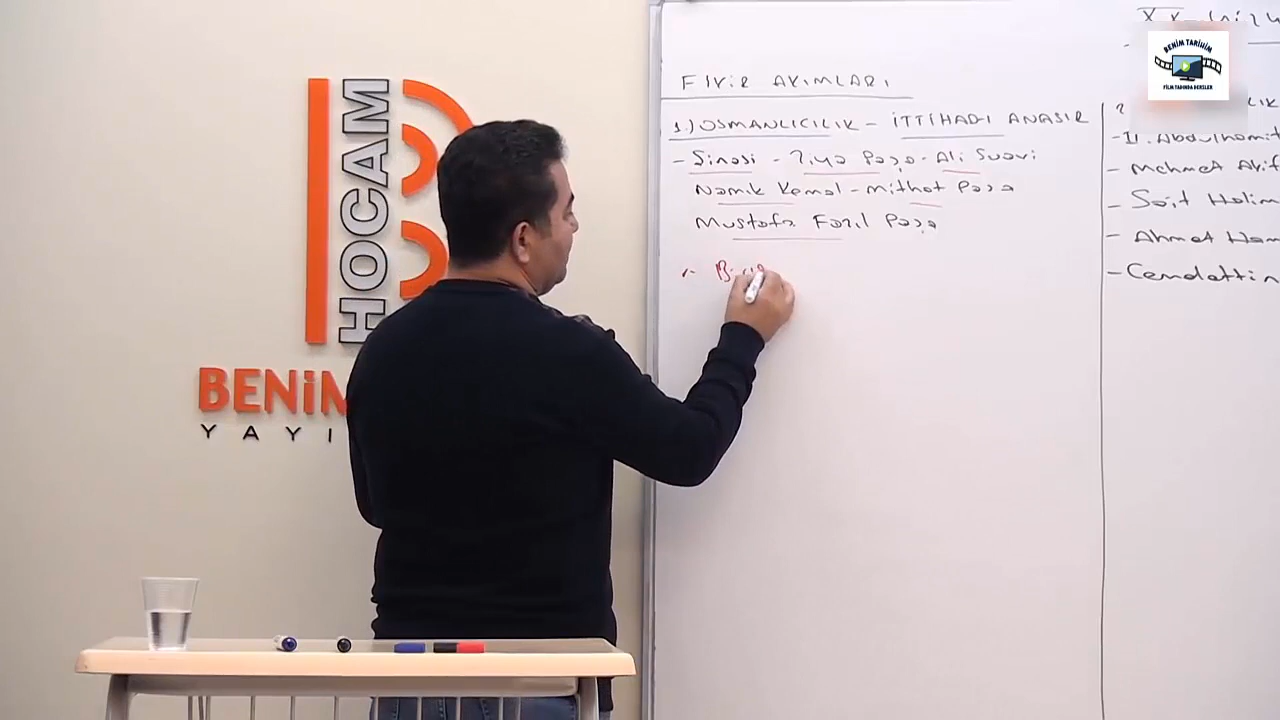 BENİM HOCAM
YAYI
BENİM TARİHİM
FİLM TADINDA DERSLER
FİKİR AKIMLARI
1.) OSMANLICILIK – İTTİHADI ANASIR
- Şinasi - Ziya Paşa - Ali Suavi
Namık Kemal - Mithat Paşa
Mustafa Fazıl Paşa
- II. Abdulhamit
- Mehmet Akif
- Sait Halim
- Ahmet Ham
- Cemalettin